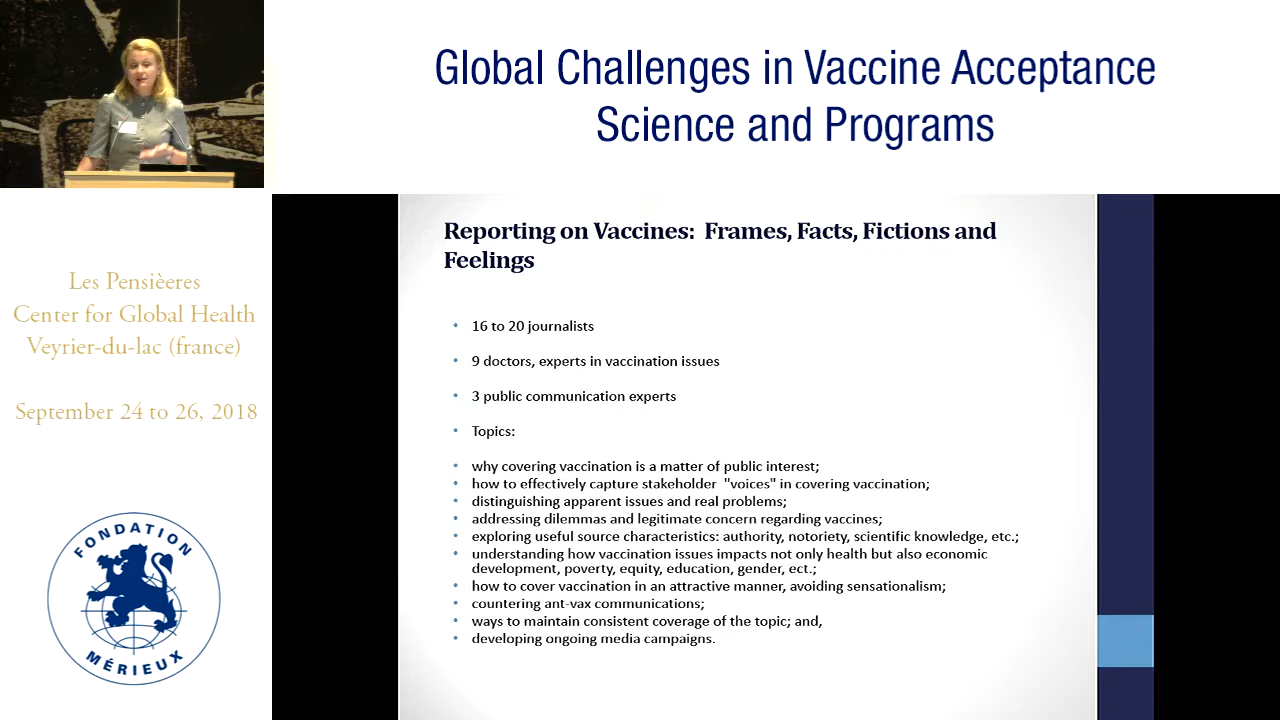 Global Challenges in Vaccine Acceptance
Science and Programs
Les Pensièeres
Center for Global Health
Veyrier-du-lac (france)
September 24 to 26, 2018
FONDATION
MÉRIEUX
Reporting on Vaccines: Frames, Facts, Fictions and
Feelings
• 16 to 20 journalists
• 9 doctors, experts in vaccination issues
• 3 public communication experts
• Topics:
• why covering vaccination is a matter of public interest;
• how to effectively capture stakeholder "voices" in covering vaccination;
• distinguishing apparent issues and real problems;
• addressing dilemmas and legitimate concern regarding vaccines;
• exploring useful source characteristics: authority, notoriety, scientific knowledge, etc.;
• understanding how vaccination issues impacts not only health but also economic
development, poverty, equity, education, gender, ect.;
• how to cover vaccination in an attractive manner, avoiding sensationalism;
• countering ant-vax communications;
• ways to maintain consistent coverage of the topic; and,
• developing ongoing media campaigns.